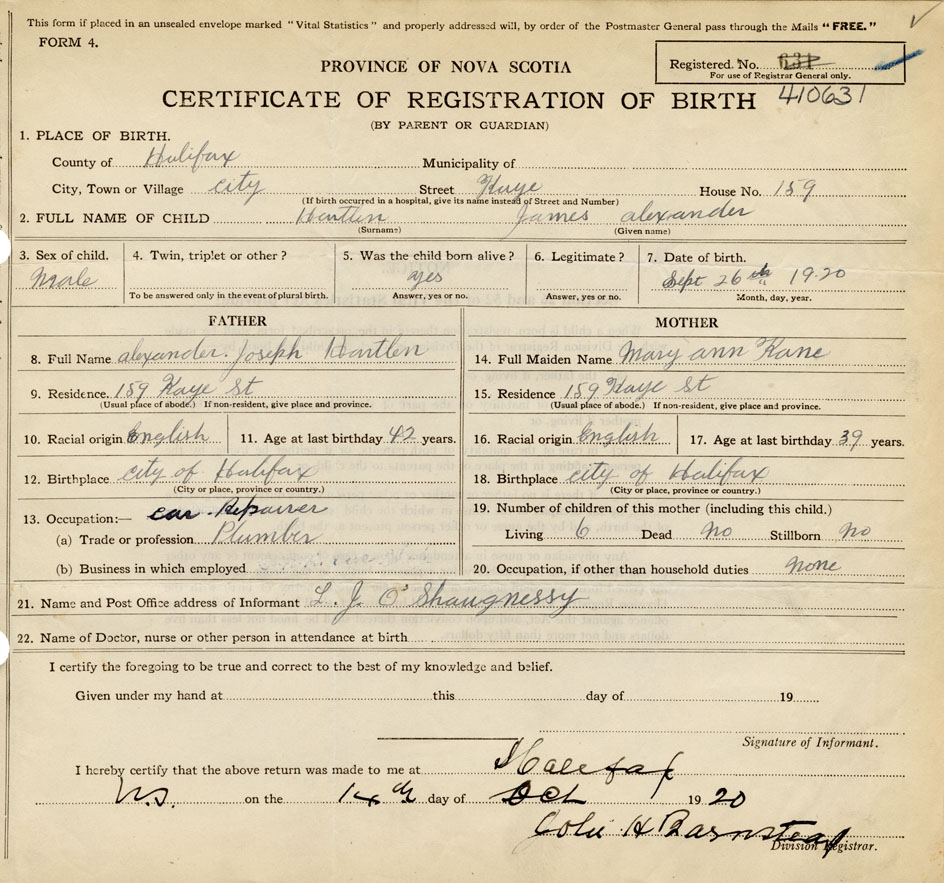 This form if placed in an unsealed envelope marked "Vital Statistics" and properly addressed will, by order of the Postmaster General pass through the Mails "FREE."
FORM 4.
Registered. No. 631
For use of Registrar General only.
410631
PROVINCE OF NOVA SCOTIA
CERTIFICATE OF REGISTRATION OF BIRTH
(BY PARENT OR GUARDIAN)
1. PLACE OF BIRTH.
County of Halifax Municipality of
City, Town or Village city Street Kaye House No. 159
(If birth occurred in a hospital, give its name instead of Street and Number)
2. FULL NAME OF CHILD Hartlen James alexander
(Surname) (Given name)
3. Sex of child. 4. Twin, triplet or other? 5. Was the child born alive? 6. Legitimate? 7. Date of birth.
Male yes Sept 26th 1920
To be answered only in the event of plural birth. Answer, yes or no. Answer, yes or no. Month, day, year.
FATHER MOTHER
8. Full Name alexander Joseph Hartlen 14. Full Maiden Name Mary ann Kane
9. Residence. 159 Kaye St 15. Residence 159 Kaye St
(Usual place of abode.) If non-resident, give place and province. (Usual place of abode.) If non-resident, give place and province.
10. Racial origin English 11. Age at last birthday 42 years. 16. Racial origin English 17. Age at last birthday 39 years.
12. Birthplace city of Halifax 18. Birthplace city of Halifax
(City or place, province or country.) (City or place, province or country.)
13. Occupation:— car Repairer 19. Number of children of this mother (including this child.)
(a) Trade or profession Plumber Living 6 Dead No Stillborn No
(b) Business in which employed 20. Occupation, if other than household duties none
21. Name and Post Office address of Informant L. J. O'Shaugnessy
22. Name of Doctor, nurse or other person in attendance at birth
I certify the foregoing to be true and correct to the best of my knowledge and belief.
Given under my hand at this day of 19
Signature of Informant.
I hereby certify that the above return was made to me at Halifax
N.S. on the 14th day of Oct 1920
H Barnstead
Division Registrar.